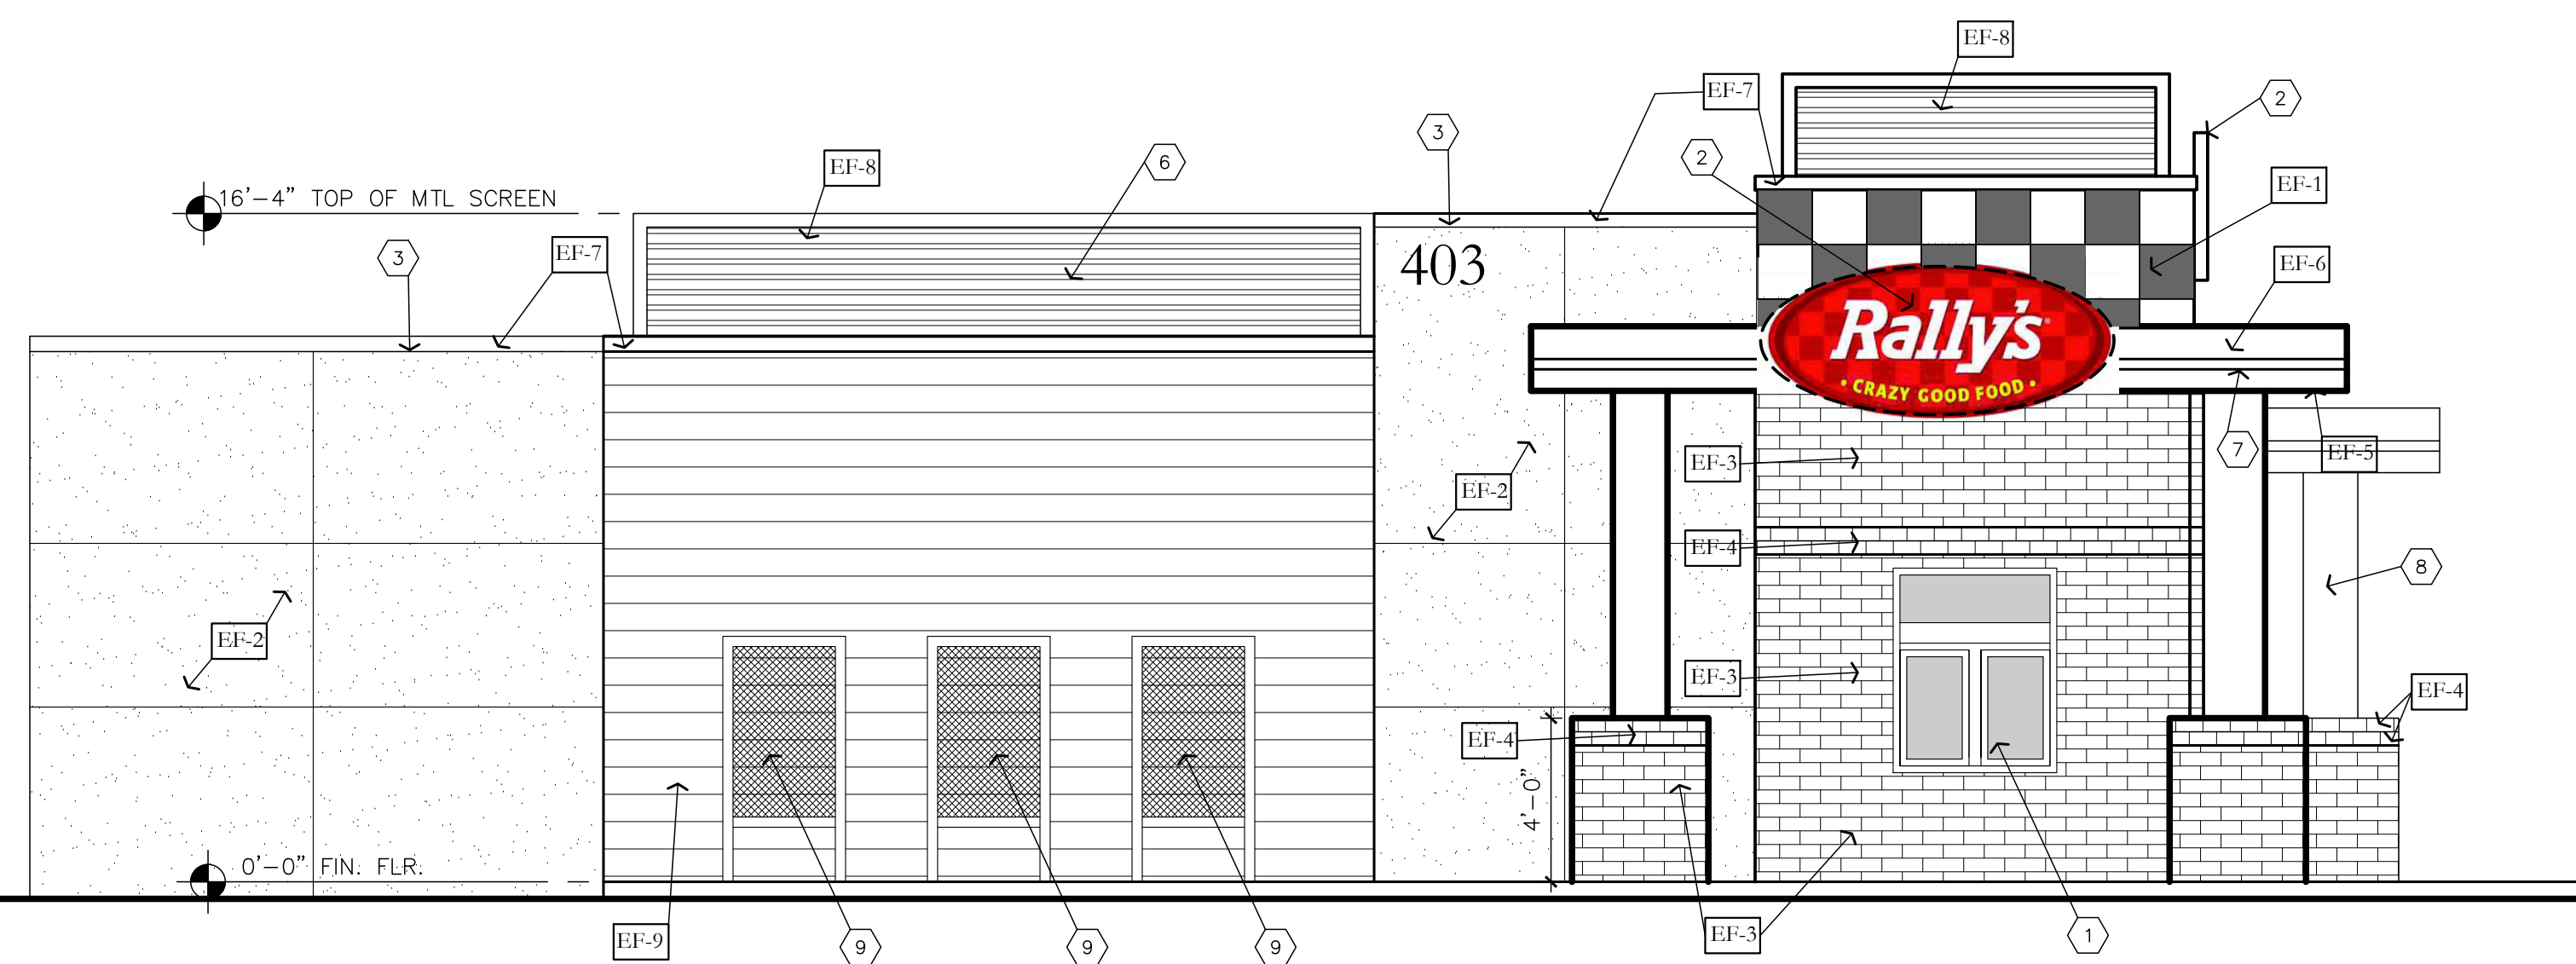 EF-8
EF-7
2
3
2
EF-8
6
EF-1
16'-4" TOP OF MTL SCREEN
3
EF-7
403
EF-6
Rally's
• CRAZY GOOD FOOD •
EF-3
7
EF-5
EF-2
EF-4
8
EF-2
EF-3
EF-4
EF-4
4'-0"
0'-0" FIN. FLR.
EF-9
9
9
9
EF-3
1